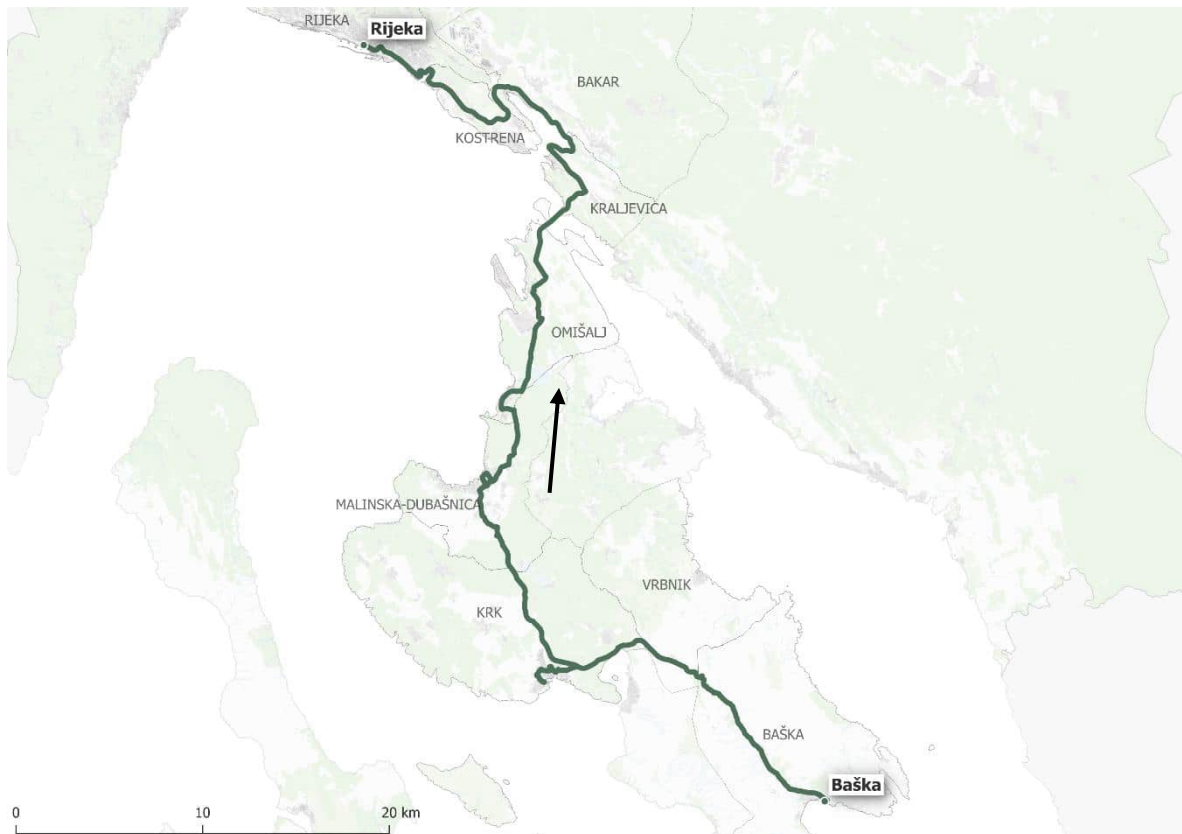 RIJEKA
Rijeka
BAKAR
KOSTRENA
KRALJEVICA
OMIŠALJ
MALINSKA-DUBAŠNICA
VRBNIK
KRK
BAŠKA
Baška
0 10 20 km